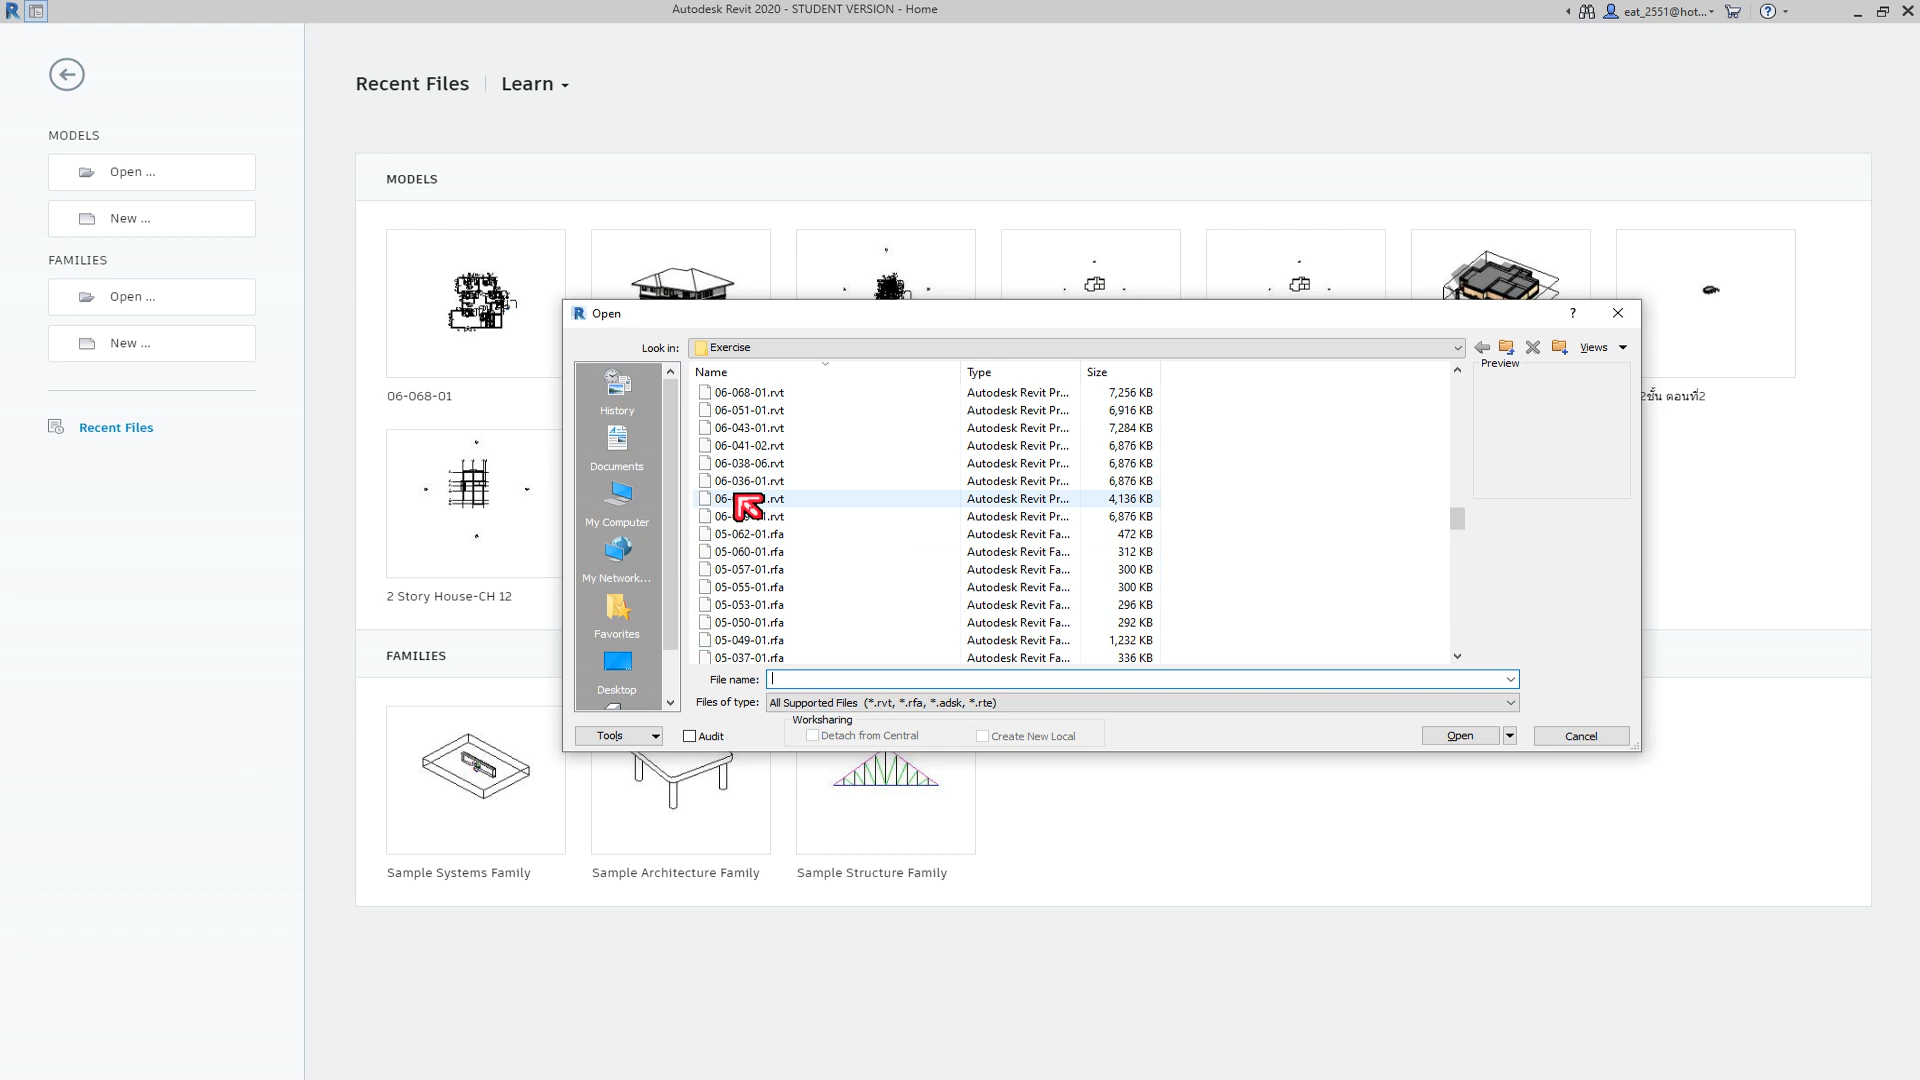 Autodesk Revit 2020 - STUDENT VERSION - Home
eat_2551@hot...
Recent Files
Learn
MODELS
Open ...
New ...
FAMILIES
Open ...
New ...
Recent Files
MODELS
06-068-01
2ชั้น ตอนที่2
2 Story House-CH 12
FAMILIES
Sample Systems Family
Sample Architecture Family
Sample Structure Family
Open
Look in:
Exercise
Views
Preview
History
Documents
My Computer
My Network...
Favorites
Desktop
Name Type Size
06-068-01.rvt Autodesk Revit Pr... 7,256 KB
06-051-01.rvt Autodesk Revit Pr... 6,916 KB
06-043-01.rvt Autodesk Revit Pr... 7,284 KB
06-041-02.rvt Autodesk Revit Pr... 6,876 KB
06-038-06.rvt Autodesk Revit Pr... 6,876 KB
06-036-01.rvt Autodesk Revit Pr... 6,876 KB
Autodesk Revit Pr... 4,136 KB
Autodesk Revit Pr... 6,876 KB
05-062-01.rfa Autodesk Revit Fa... 472 KB
05-060-01.rfa Autodesk Revit Fa... 312 KB
05-057-01.rfa Autodesk Revit Fa... 300 KB
05-055-01.rfa Autodesk Revit Fa... 300 KB
05-053-01.rfa Autodesk Revit Fa... 296 KB
05-050-01.rfa Autodesk Revit Fa... 292 KB
05-049-01.rfa Autodesk Revit Fa... 1,232 KB
05-037-01.rfa Autodesk Revit Fa... 336 KB
File name:
Files of type: All Supported Files (*.rvt, *.rfa, *.adsk, *.rte)
Worksharing
Tools
Audit
Detach from Central
Create New Local
Open
Cancel